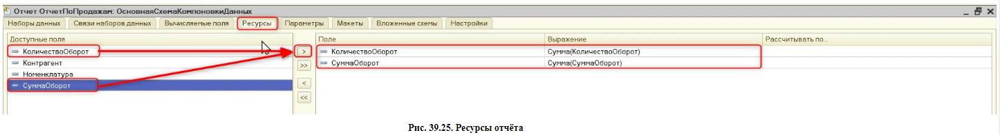 Отчет ОтчетПоПродажам: ОсновнаяСхемаКомпоновкиДанных
Наборы данных Связи наборов данных Вычисляемые поля Ресурсы Параметры Макеты Вложенные схемы Настройки
Доступные поля
КоличествоОборот
Контрагент
Номенклатура
СуммаОборот
>
>>
<
<<
Поле Выражение Рассчитывать по...
КоличествоОборот Сумма(КоличествоОборот)
СуммаОборот Сумма(СуммаОборот)
Рис. 39.25. Ресурсы отчёта